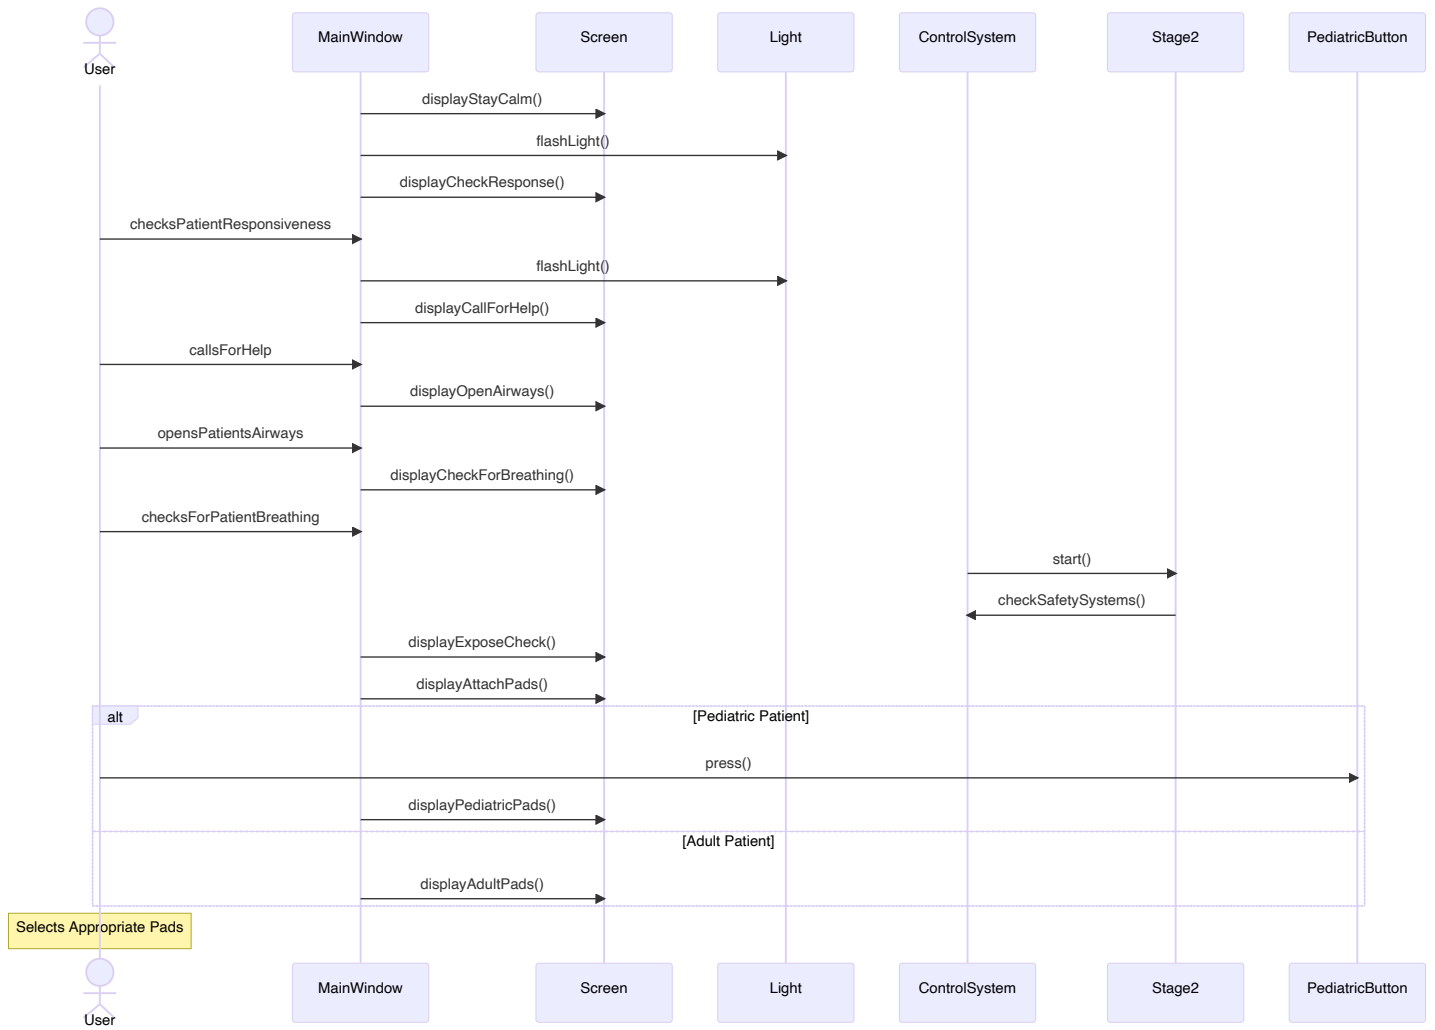 User
MainWindow
Screen
Light
ControlSystem
Stage2
PediatricButton
displayStayCalm()
flashLight()
displayCheckResponse()
checksPatientResponsiveness
flashLight()
displayCallForHelp()
callsForHelp
displayOpenAirways()
opensPatientsAirways
displayCheckForBreathing()
checksForPatientBreathing
start()
checkSafetySystems()
displayExposeCheck()
displayAttachPads()
alt
[Pediatric Patient]
press()
displayPediatricPads()
[Adult Patient]
displayAdultPads()
Selects Appropriate Pads
User
MainWindow
Screen
Light
ControlSystem
Stage2
PediatricButton